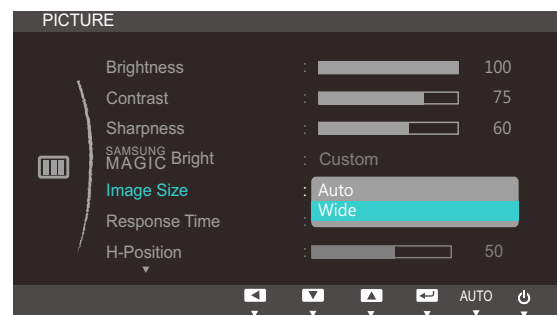 PICTURE
Brightness : 100
Contrast : 75
Sharpness : 60
SAMSUNG
MAGIC Bright : Custom
Image Size : Auto
Wide
Response Time :
H-Position : 50
AUTO